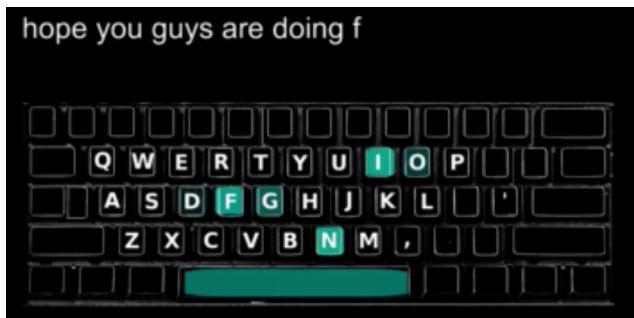 hope you guys are doing f
Q W E R T Y U I O P
A S D F G H J K L '
Z X C V B N M ,